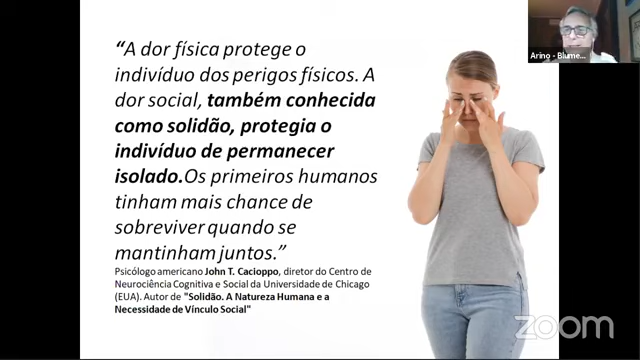 “A dor física protege o
indivíduo dos perigos físicos. A
dor social, também conhecida
como solidão, protegia o
indivíduo de permanecer
isolado.Os primeiros humanos
tinham mais chance de
sobreviver quando se
mantinham juntos.”
Psicólogo americano John T. Cacioppo, diretor do Centro de
Neurociência Cognitiva e Social da Universidade de Chicago
(EUA). Autor de "Solidão. A Natureza Humana e a
Necessidade de Vínculo Social"
Arino - Blume...
zoom